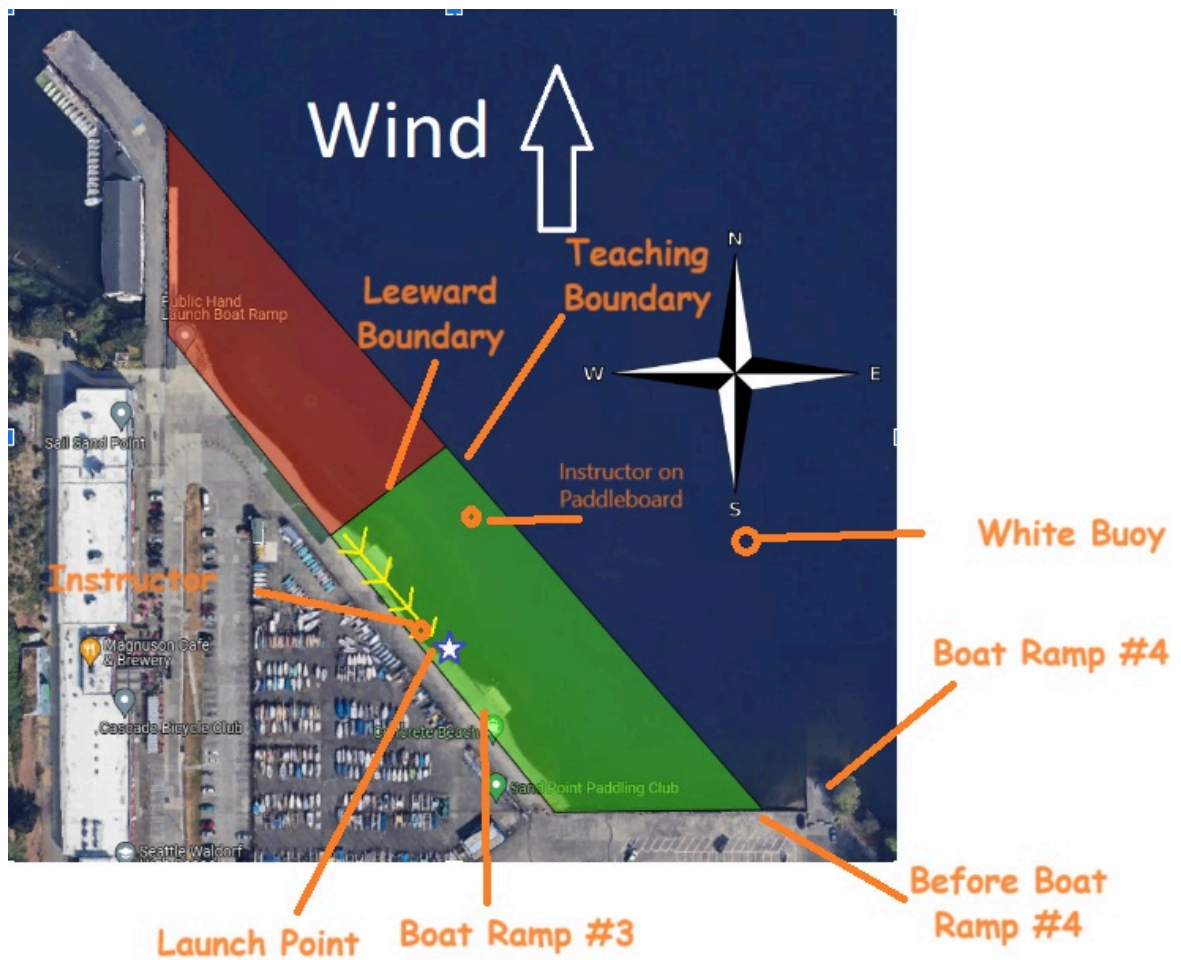 Wind
N
Teaching
Boundary
Leeward
Boundary
Public Hand
Launch Boat Ramp
W
E
Sail Sand Point
Instructor on
Paddleboard
S
White Buoy
Instructor
Magnuson Cafe
& Brewery
Boat Ramp #4
Cascade Bicycle Club
Concrete Beach
Sand Point Paddling Club
Seattle Waldorf
Before Boat
Ramp #4
Launch Point
Boat Ramp #3